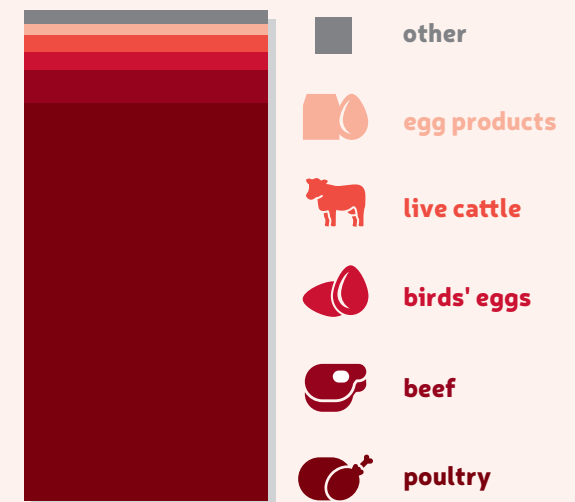 other
egg products
live cattle
birds' eggs
beef
poultry